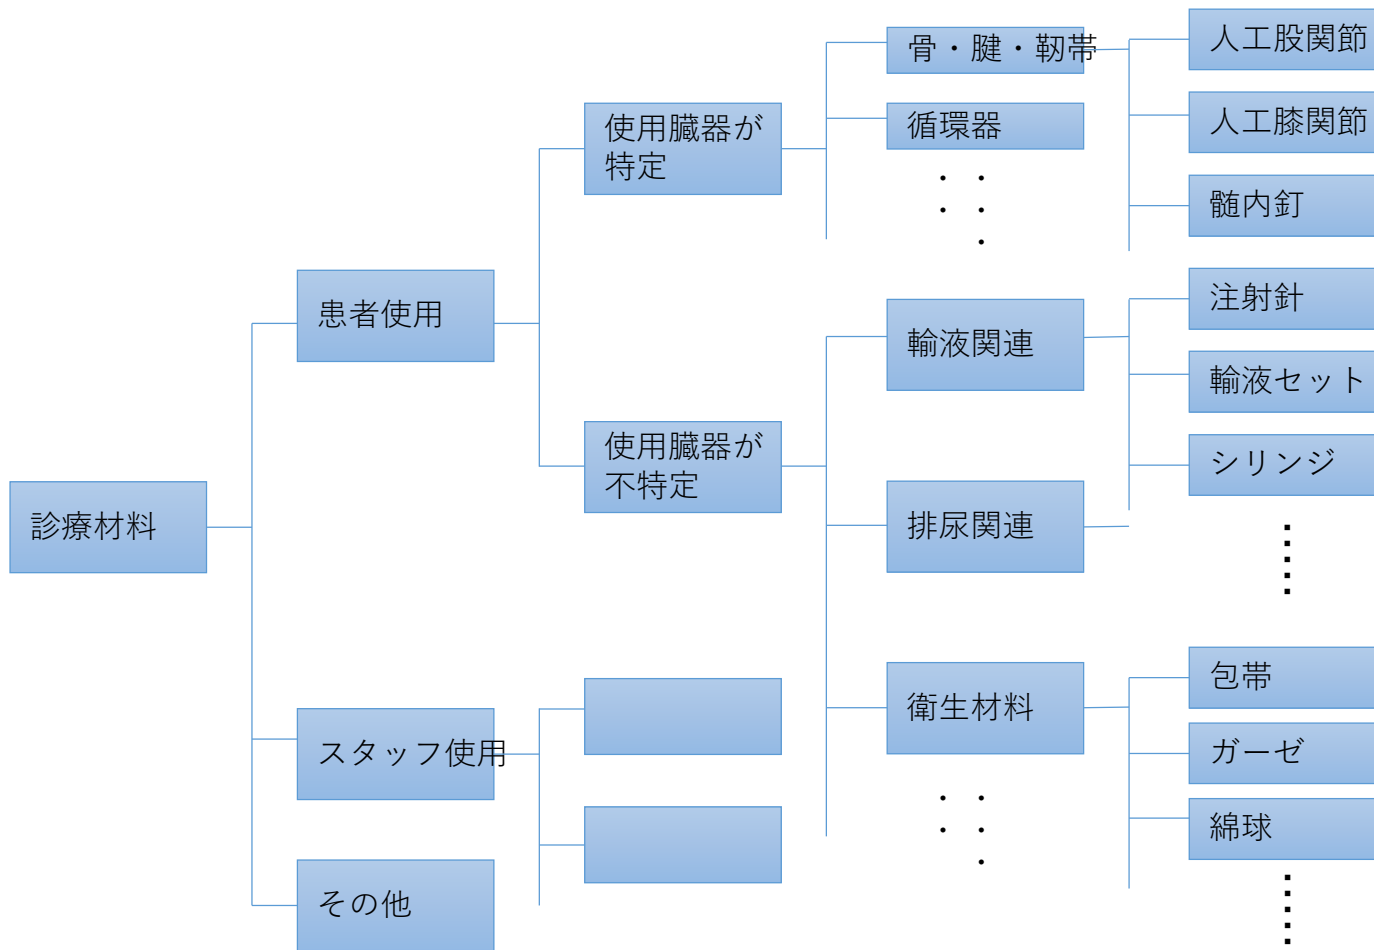 診療材料
患者使用
スタッフ使用
その他
使用臓器が
特定
使用臓器が
不特定
骨・腱・靭帯
循環器
輸液関連
排尿関連
衛生材料
人工股関節
人工膝関節
髄内釘
注射針
輸液セット
シリンジ
包帯
ガーゼ
綿球